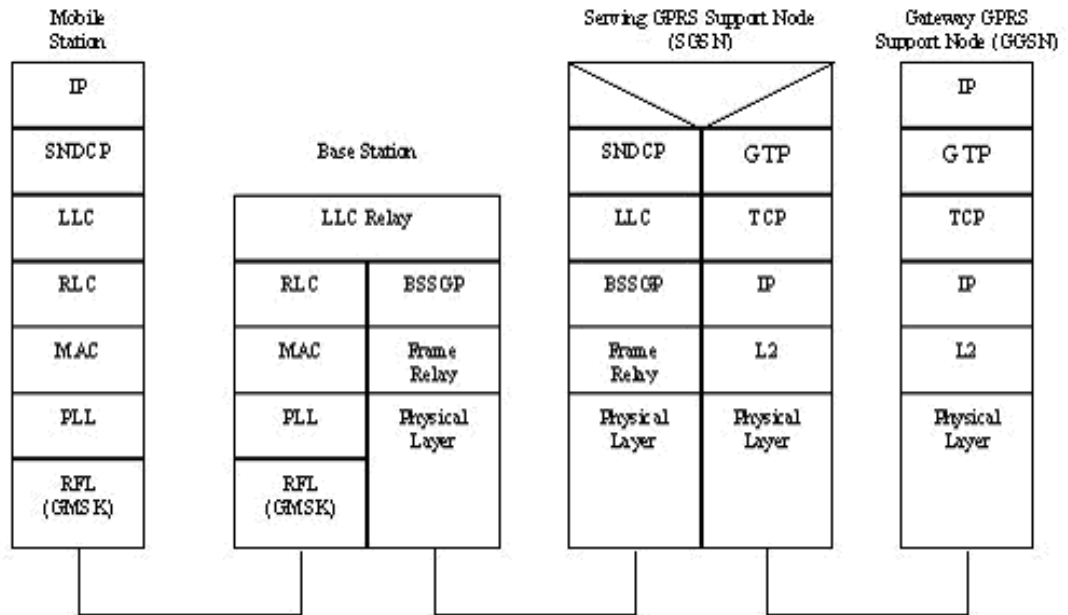 Mobile
Station
Serving GPRS Support Node
(SGSN)
Gateway GPRS
Support Node (GGSN)
IP
SNDCP
LLC
RLC
MAC
PLL
RFL
(GMSK)
Base Station
LLC Relay
RLC
MAC
PLL
RFL
(GMSK)
BSSGP
Frame
Relay
Physical
Layer
SNDCP
LLC
BSSGP
Frame
Relay
Physical
Layer
GTP
TCP
IP
L2
Physical
Layer
IP
GTP
TCP
IP
L2
Physical
Layer